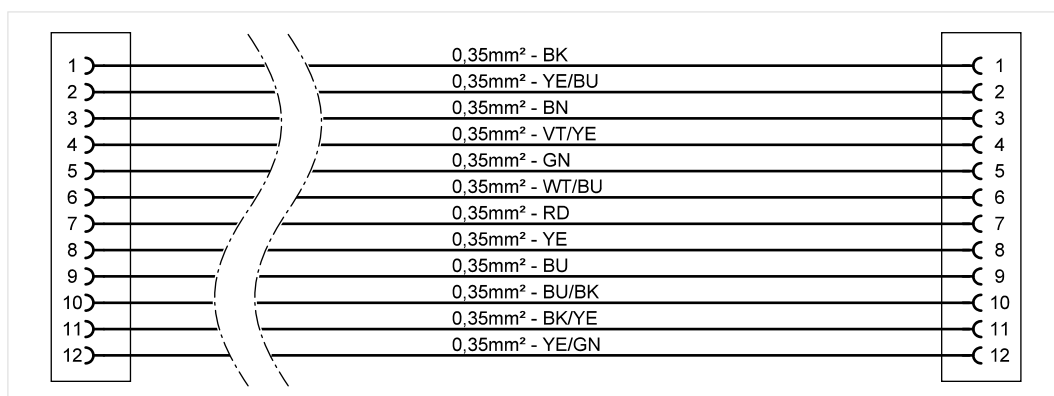 1 0,35mm² - BK 1
2 0,35mm² - YE/BU 2
3 0,35mm² - BN 3
4 0,35mm² - VT/YE 4
5 0,35mm² - GN 5
6 0,35mm² - WT/BU 6
7 0,35mm² - RD 7
8 0,35mm² - YE 8
9 0,35mm² - BU 9
10 0,35mm² - BU/BK 10
11 0,35mm² - BK/YE 11
12 0,35mm² - YE/GN 12